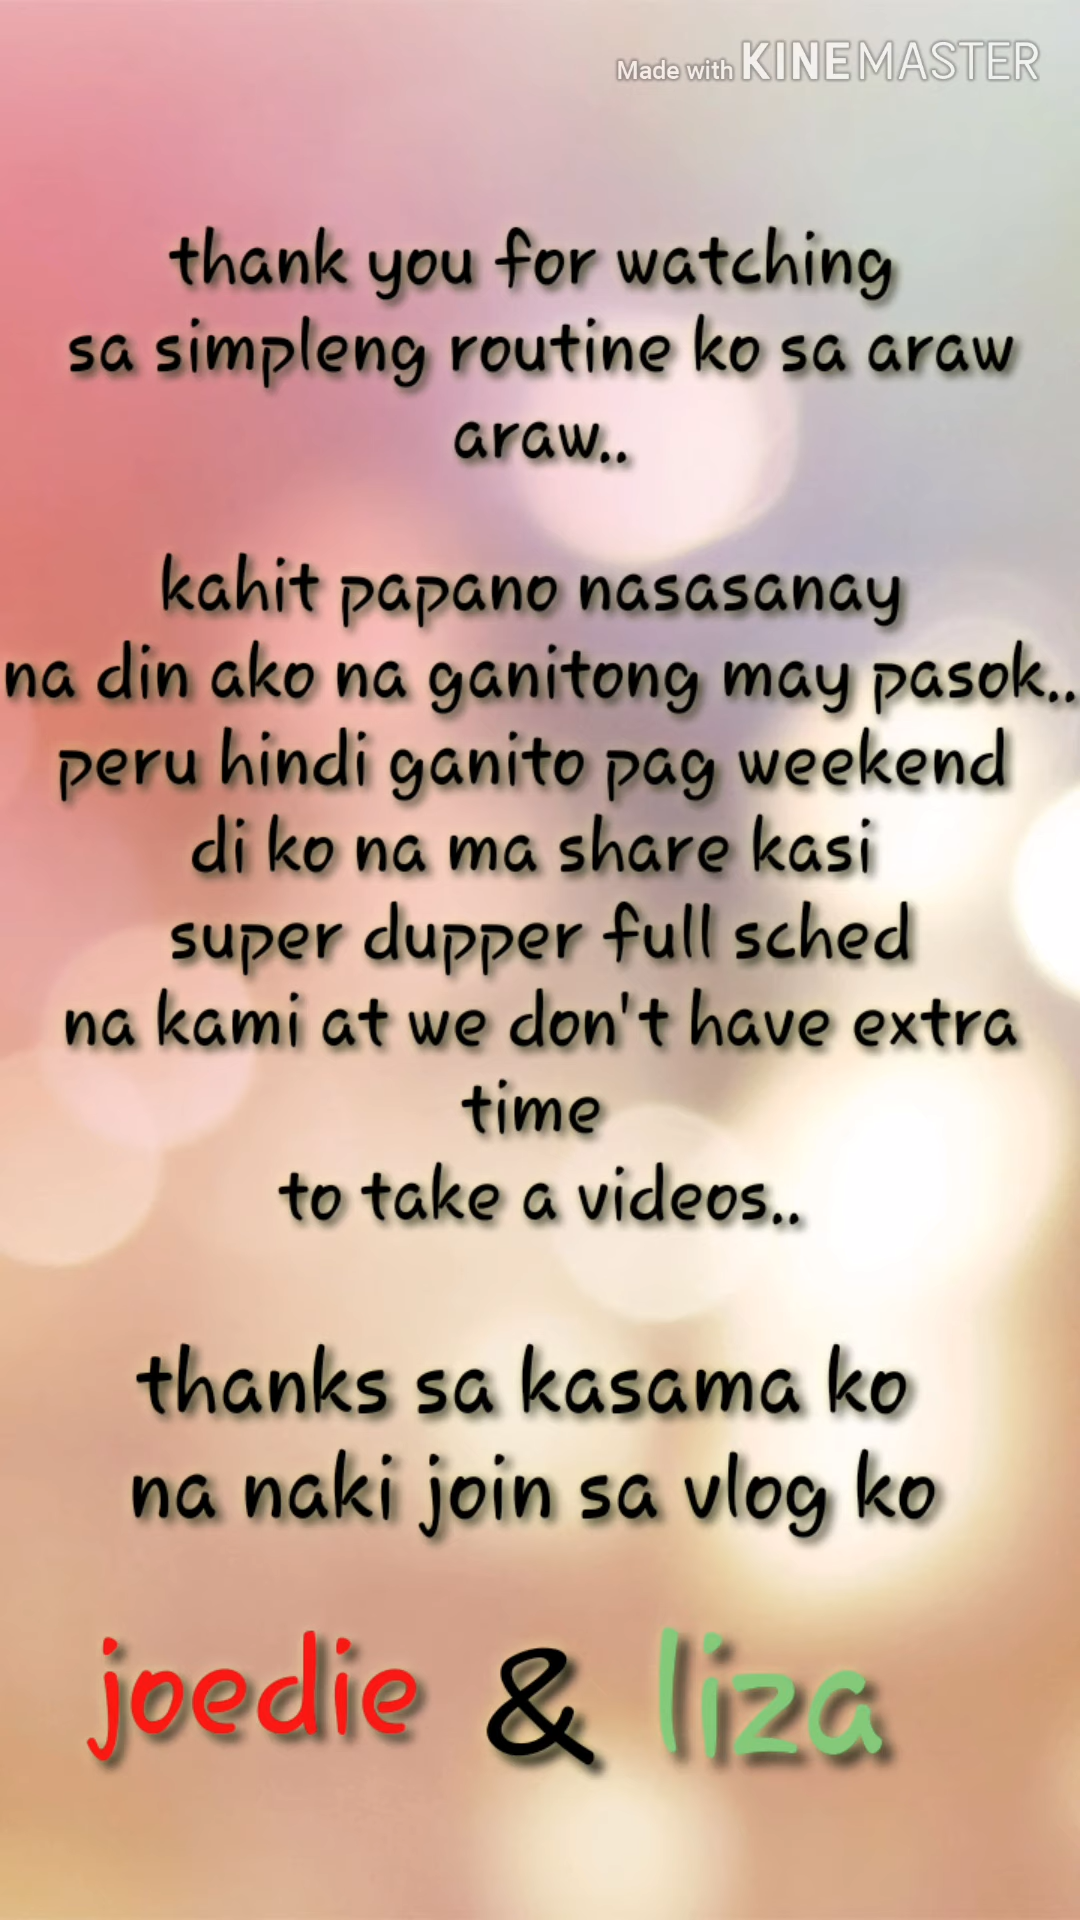 Made with KINEMASTER
thank you for watching
sa simpleng routine ko sa araw
araw..
kahit papano nasasanay
na din ako na ganitong may pasok..
peru hindi ganito pag weekend
di ko na ma share kasi
super dupper full sched
na kami at we don't have extra
time
to take a videos..
thanks sa kasama ko
na naki join sa vlog ko
joedie & liza